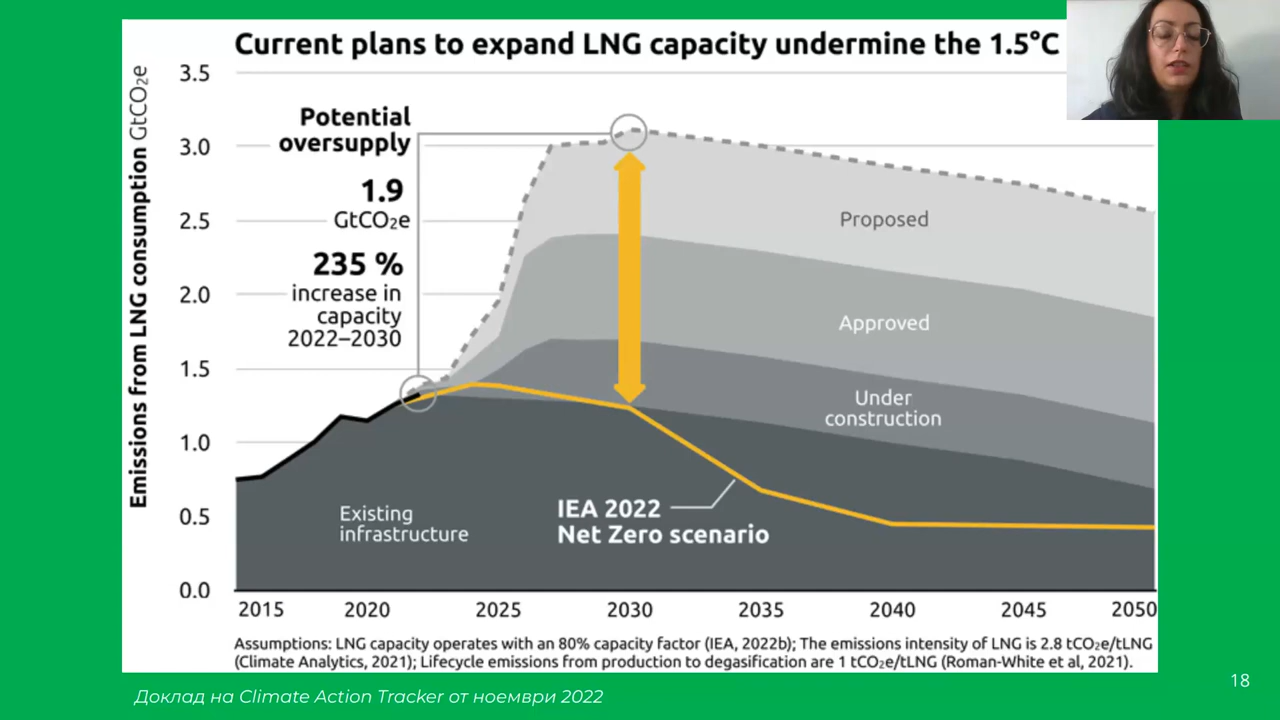 Current plans to expand LNG capacity undermine the 1.5°C
Emissions from LNG consumption GtCO₂e
3.5
3.0
2.5
2.0
1.5
1.0
0.5
0.0
Potential
oversupply
1.9
GtCO₂e
235 %
increase in
capacity
2022–2030
Proposed
Approved
Under
construction
Existing
infrastructure
IEA 2022
Net Zero scenario
2015 2020 2025 2030 2035 2040 2045 2050
Assumptions: LNG capacity operates with an 80% capacity factor (IEA, 2022b); The emissions intensity of LNG is 2.8 tCO₂e/tLNG
(Climate Analytics, 2021); Lifecycle emissions from production to degasification are 1 tCO₂e/tLNG (Roman-White et al, 2021).
Доклад на Climate Action Tracker от ноември 2022
18